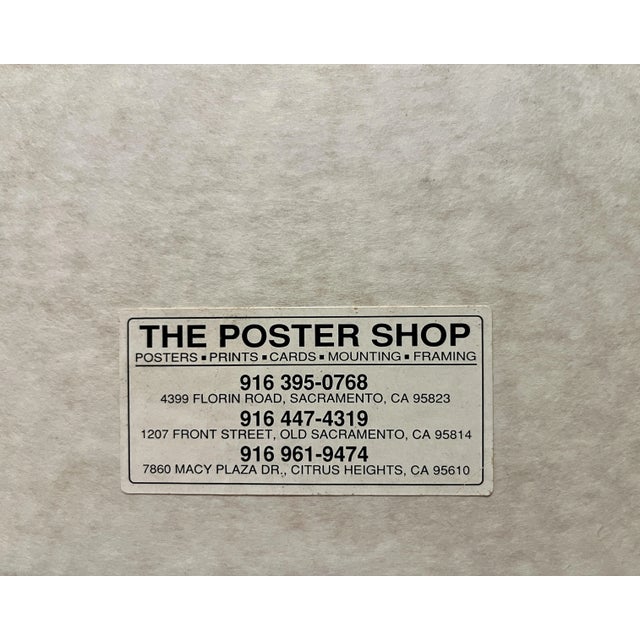 THE POSTER SHOP
POSTERS ▪ PRINTS ▪ CARDS ▪ MOUNTING ▪ FRAMING
916 395-0768
4399 FLORIN ROAD, SACRAMENTO, CA 95823
916 447-4319
1207 FRONT STREET, OLD SACRAMENTO, CA 95814
916 961-9474
7860 MACY PLAZA DR., CITRUS HEIGHTS, CA 95610